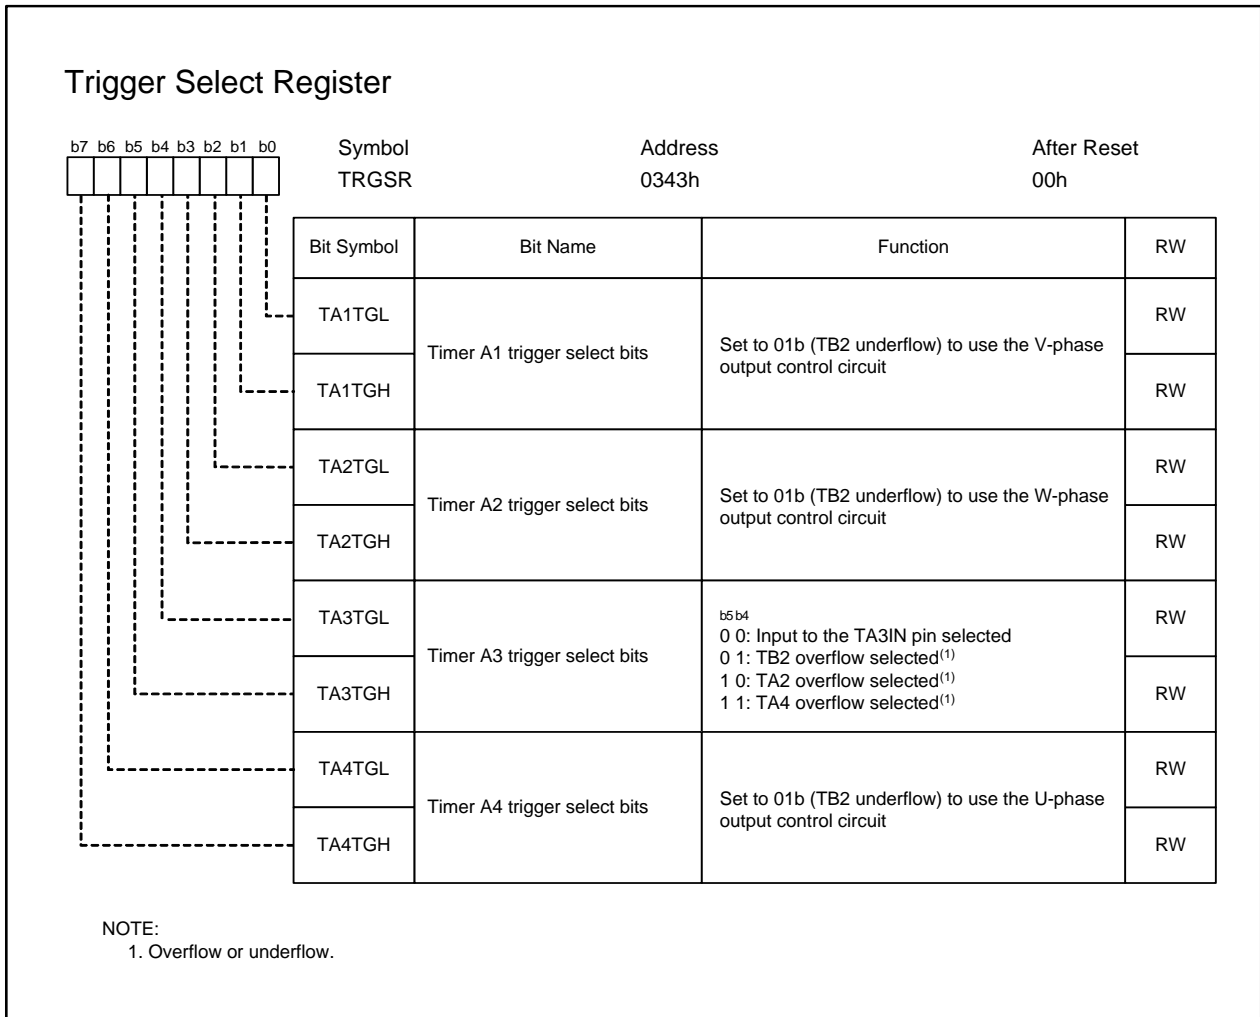 Trigger Select Register
b7 b6 b5 b4 b3 b2 b1 b0
Symbol Address After Reset
TRGSR 0343h 00h
Bit Symbol Bit Name Function RW
TA1TGL RW
Timer A1 trigger select bits
Set to 01b (TB2 underflow) to use the V-phase
output control circuit
TA1TGH RW
TA2TGL RW
Timer A2 trigger select bits
Set to 01b (TB2 underflow) to use the W-phase
output control circuit
TA2TGH RW
TA3TGL RW
Timer A3 trigger select bits
b5 b4
0 0: Input to the TA3IN pin selected
0 1: TB2 overflow selected(1)
1 0: TA2 overflow selected(1)
1 1: TA4 overflow selected(1)
TA3TGH RW
TA4TGL RW
Timer A4 trigger select bits
Set to 01b (TB2 underflow) to use the U-phase
output control circuit
TA4TGH RW
NOTE:
1. Overflow or underflow.